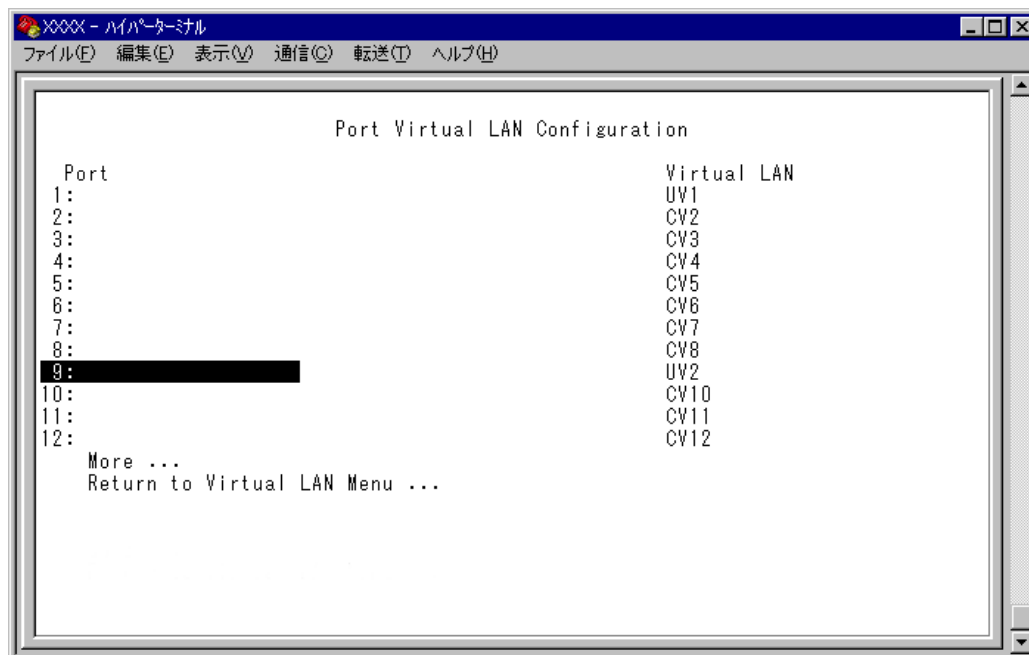 XXXX - ハイパーターミナル
ファイル(F) 編集(E) 表示(V) 通信(C) 転送(T) ヘルプ(H)
Port Virtual LAN Configuration
Port Virtual LAN
1: UV1
2: CV2
3: CV3
4: CV4
5: CV5
6: CV6
7: CV7
8: CV8
9: UV2
10: CV10
11: CV11
12: CV12
More ...
Return to Virtual LAN Menu ...